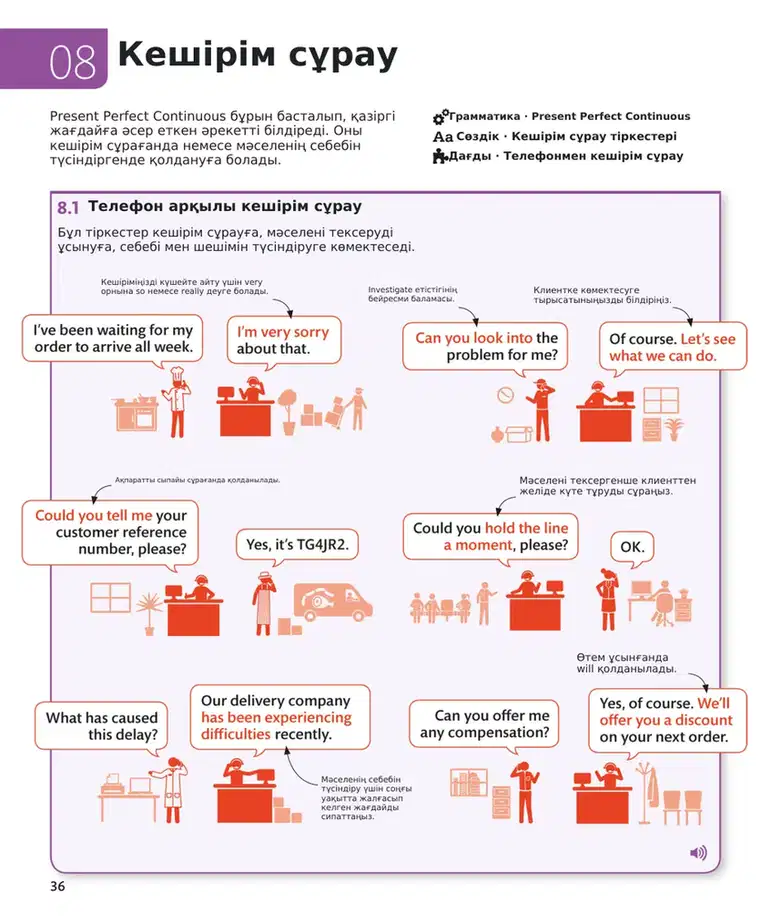 08
Кешірім сұрау
Present Perfect Continuous бұрын басталып, қазіргі
жағдайға әсер еткен әрекетті білдіреді. Оны
кешірім сұрағанда немесе мәселенің себебін
түсіндіргенде қолдануға болады.
Грамматика · Present Perfect Continuous
Aa Сөздік · Кешірім сұрау тіркестері
Дағды · Телефонмен кешірім сұрау
8.1 Телефон арқылы кешірім сұрау
Бұл тіркестер кешірім сұрауға, мәселені тексеруді
ұсынуға, себебі мен шешімін түсіндіруге көмектеседі.
Кешіріміңізді күшейте айту үшін very
орнына so немесе really деуге болады.
I've been waiting for my
order to arrive all week.
I'm very sorry
about that.
Investigate етістігінің
бейресми баламасы.
Клиентке көмектесуге
тырысатыныңызды білдіріңіз.
Can you look into the
problem for me?
Of course. Let's see
what we can do.
Ақпаратты сыпайы сұрағанда қолданылады.
Could you tell me your
customer reference
number, please?
Yes, it's TG4JR2.
Мәселені тексергенше клиенттен
желіде күте тұруды сұраңыз.
Could you hold the line
a moment, please?
OK.
What has caused
this delay?
Our delivery company
has been experiencing
difficulties recently.
Мәселенің себебін
түсіндіру үшін соңғы
уақытта жалғасып
келген жағдайды
сипаттаңыз.
Өтем ұсынғанда
will қолданылады.
Can you offer me
any compensation?
Yes, of course. We'll
offer you a discount
on your next order.
36